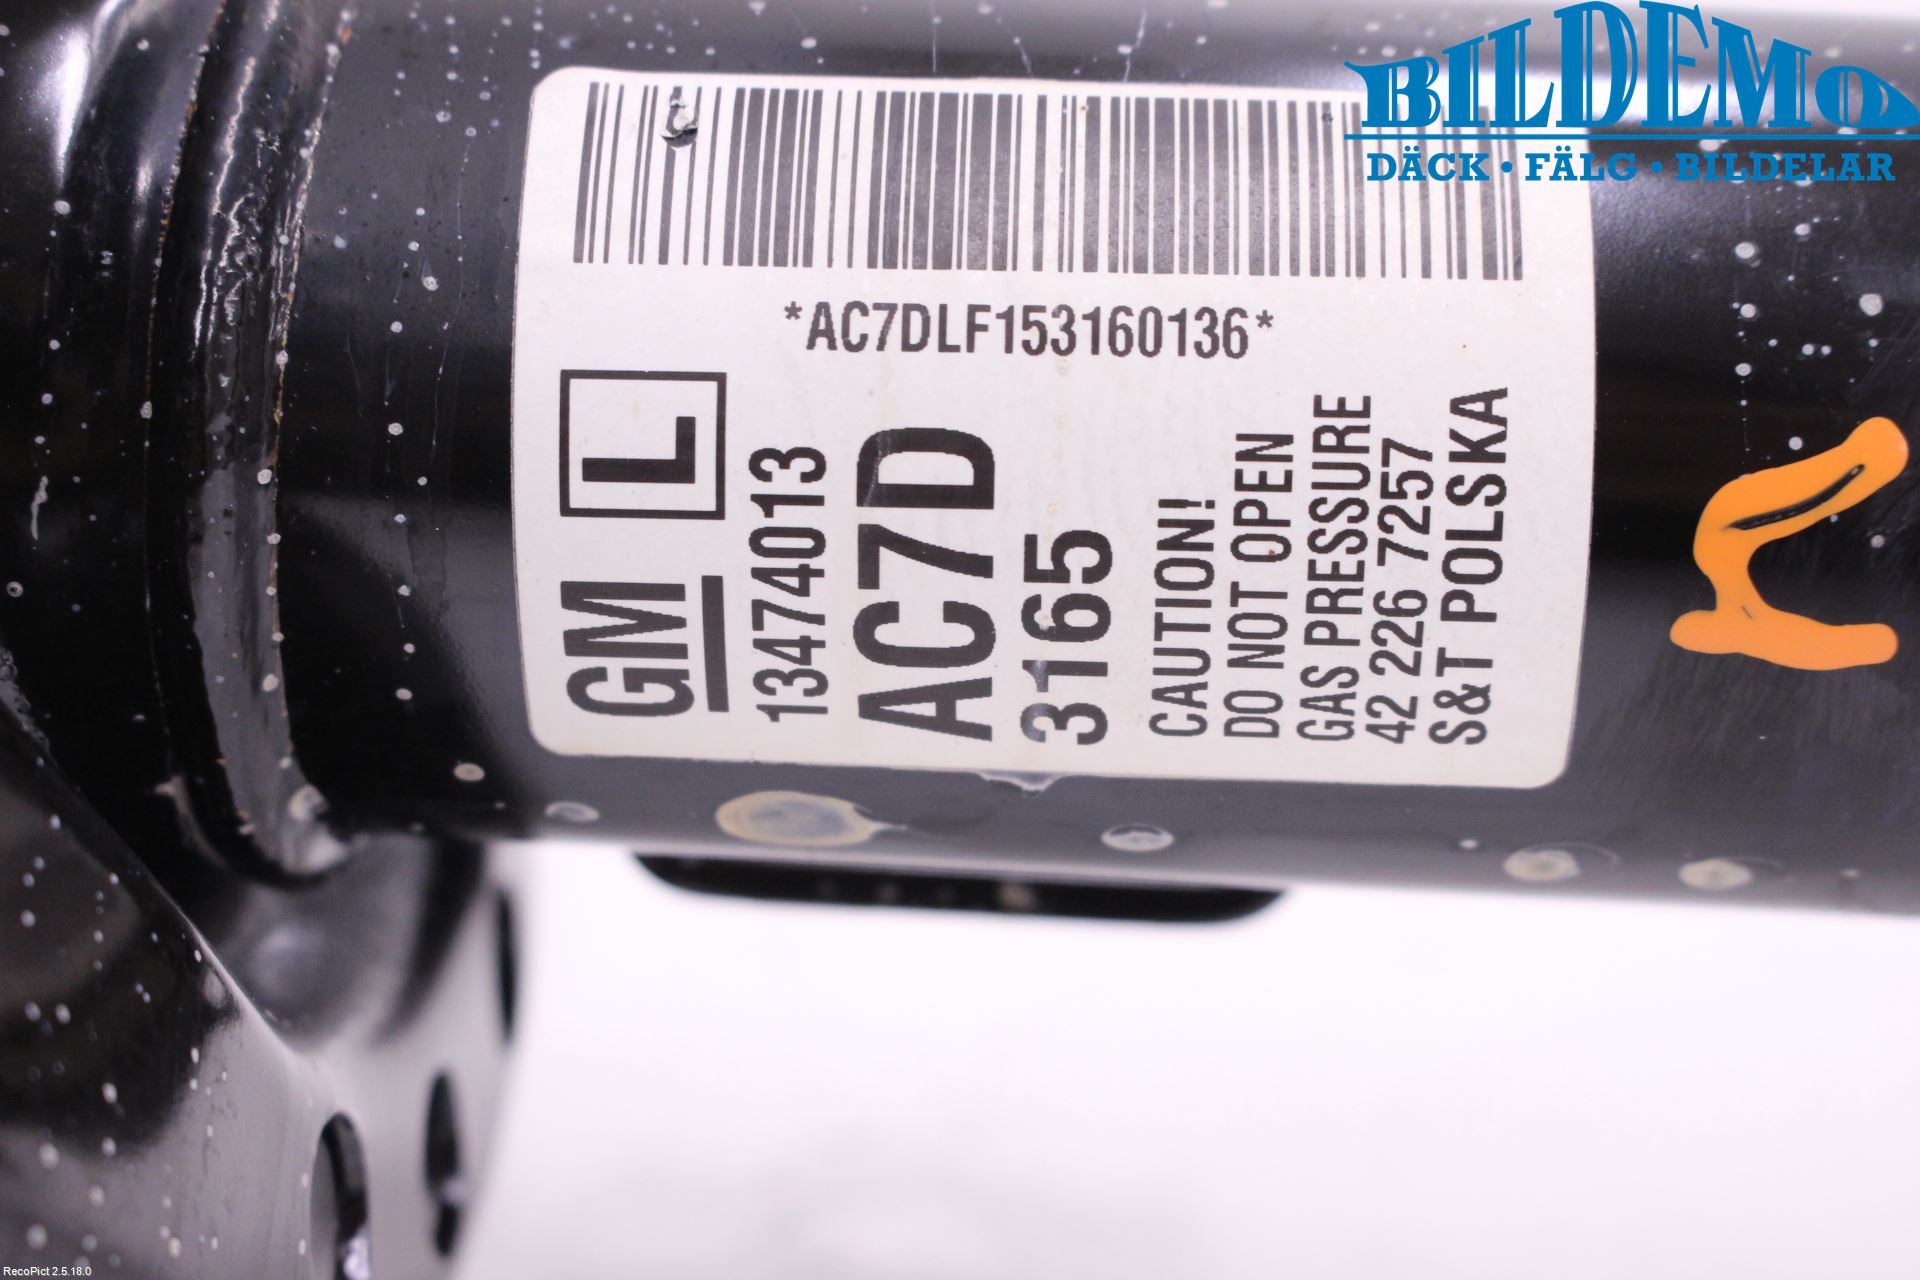 BILDEMO
DÄCK • FÄLG • BILDELAR
*AC7DLF153160136*
GM L
13474013
AC7D
3165
CAUTION!
DO NOT OPEN
GAS PRESSURE
42 226 7257
S&T POLSKA
RecoPict 2.5.18.0